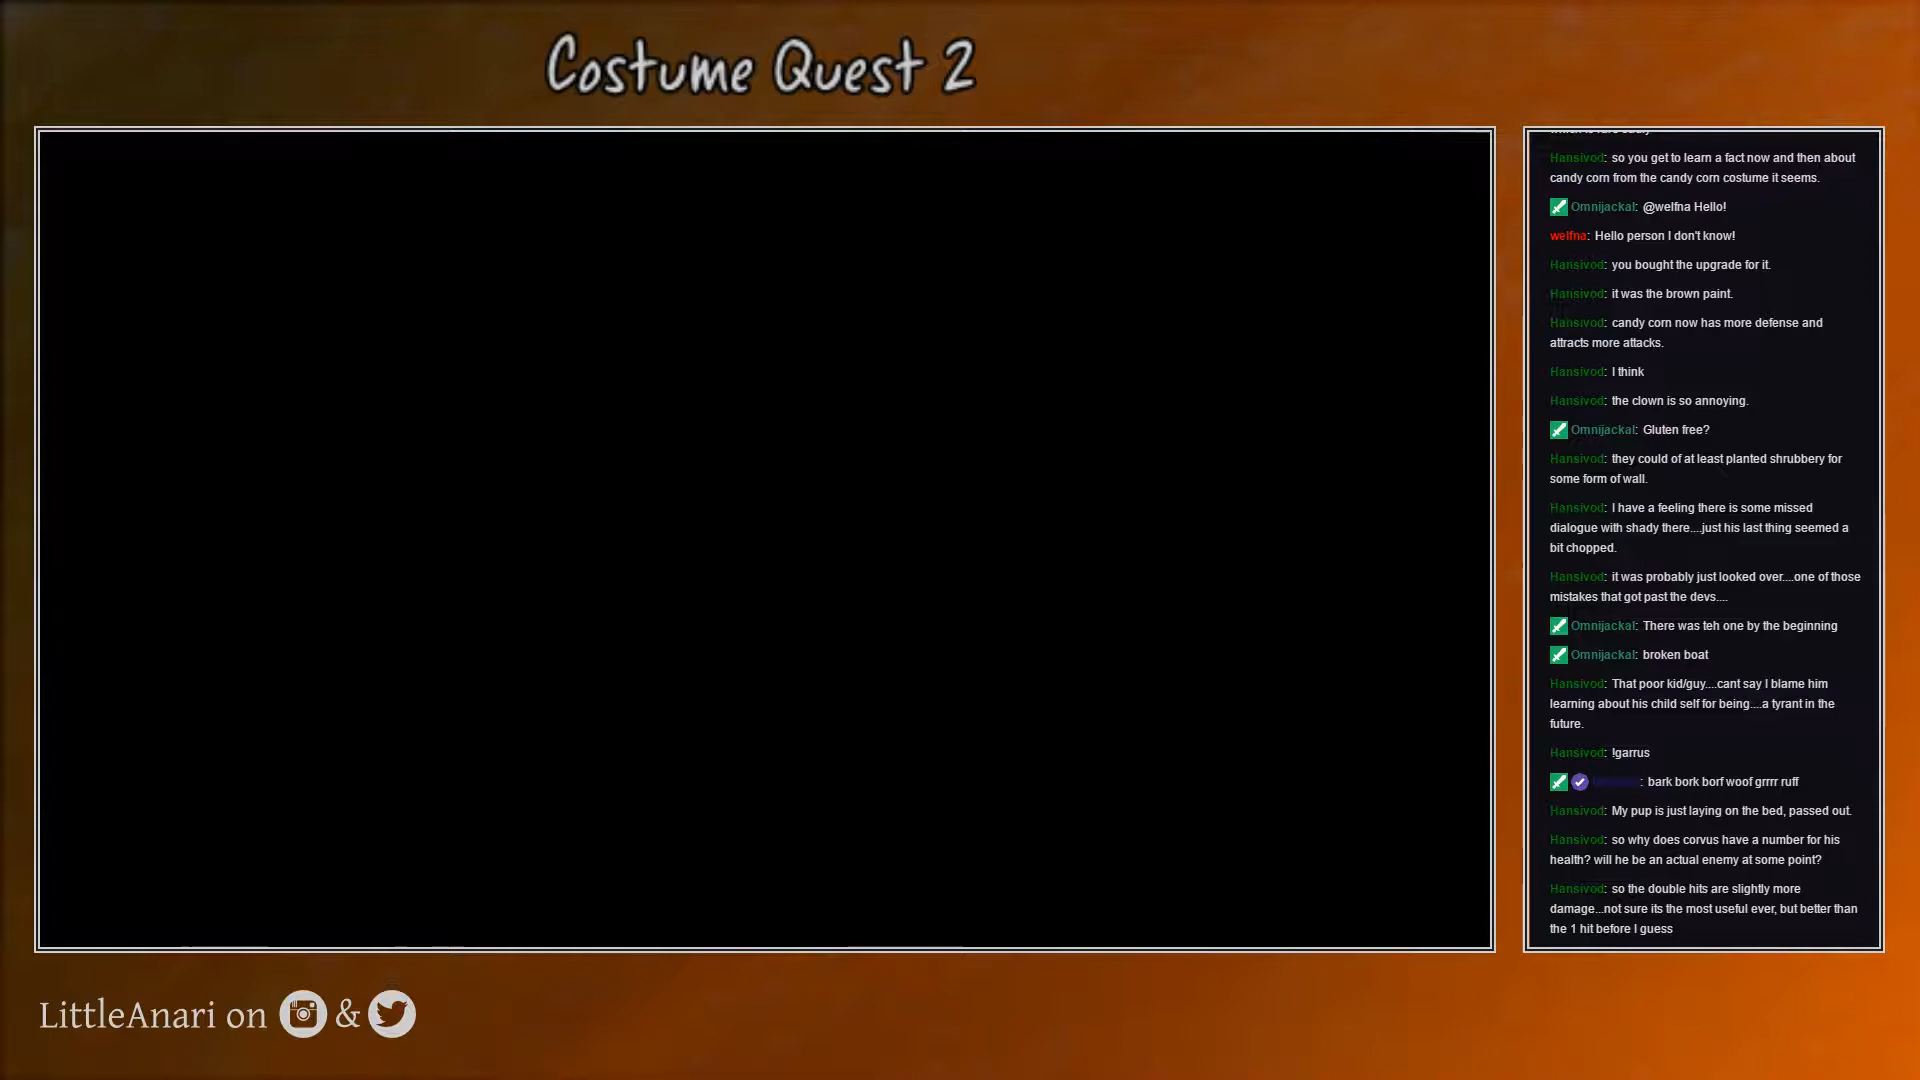 Costume Quest 2
Hansivod: so you get to learn a fact now and then about
candy corn from the candy corn costume it seems.
Omnijackal: @welfna Hello!
welfna: Hello person I don't know!
Hansivod: you bought the upgrade for it.
Hansivod: it was the brown paint.
Hansivod: candy corn now has more defense and
attracts more attacks.
Hansivod: I think
Hansivod: the clown is so annoying.
Omnijackal: Gluten free?
Hansivod: they could of at least planted shrubbery for
some form of wall.
Hansivod: I have a feeling there is some missed
dialogue with shady there....just his last thing seemed a
bit chopped.
Hansivod: it was probably just looked over....one of those
mistakes that got past the devs....
Omnijackal: There was teh one by the beginning
Omnijackal: broken boat
Hansivod: That poor kid/guy....cant say I blame him
learning about his child self for being....a tyrant in the
future.
Hansivod: !garrus
: bark bork borf woof grrrr ruff
Hansivod: My pup is just laying on the bed, passed out.
Hansivod: so why does corvus have a number for his
health? will he be an actual enemy at some point?
Hansivod: so the double hits are slightly more
damage...not sure its the most useful ever, but better than
the 1 hit before I guess
LittleAnari on &